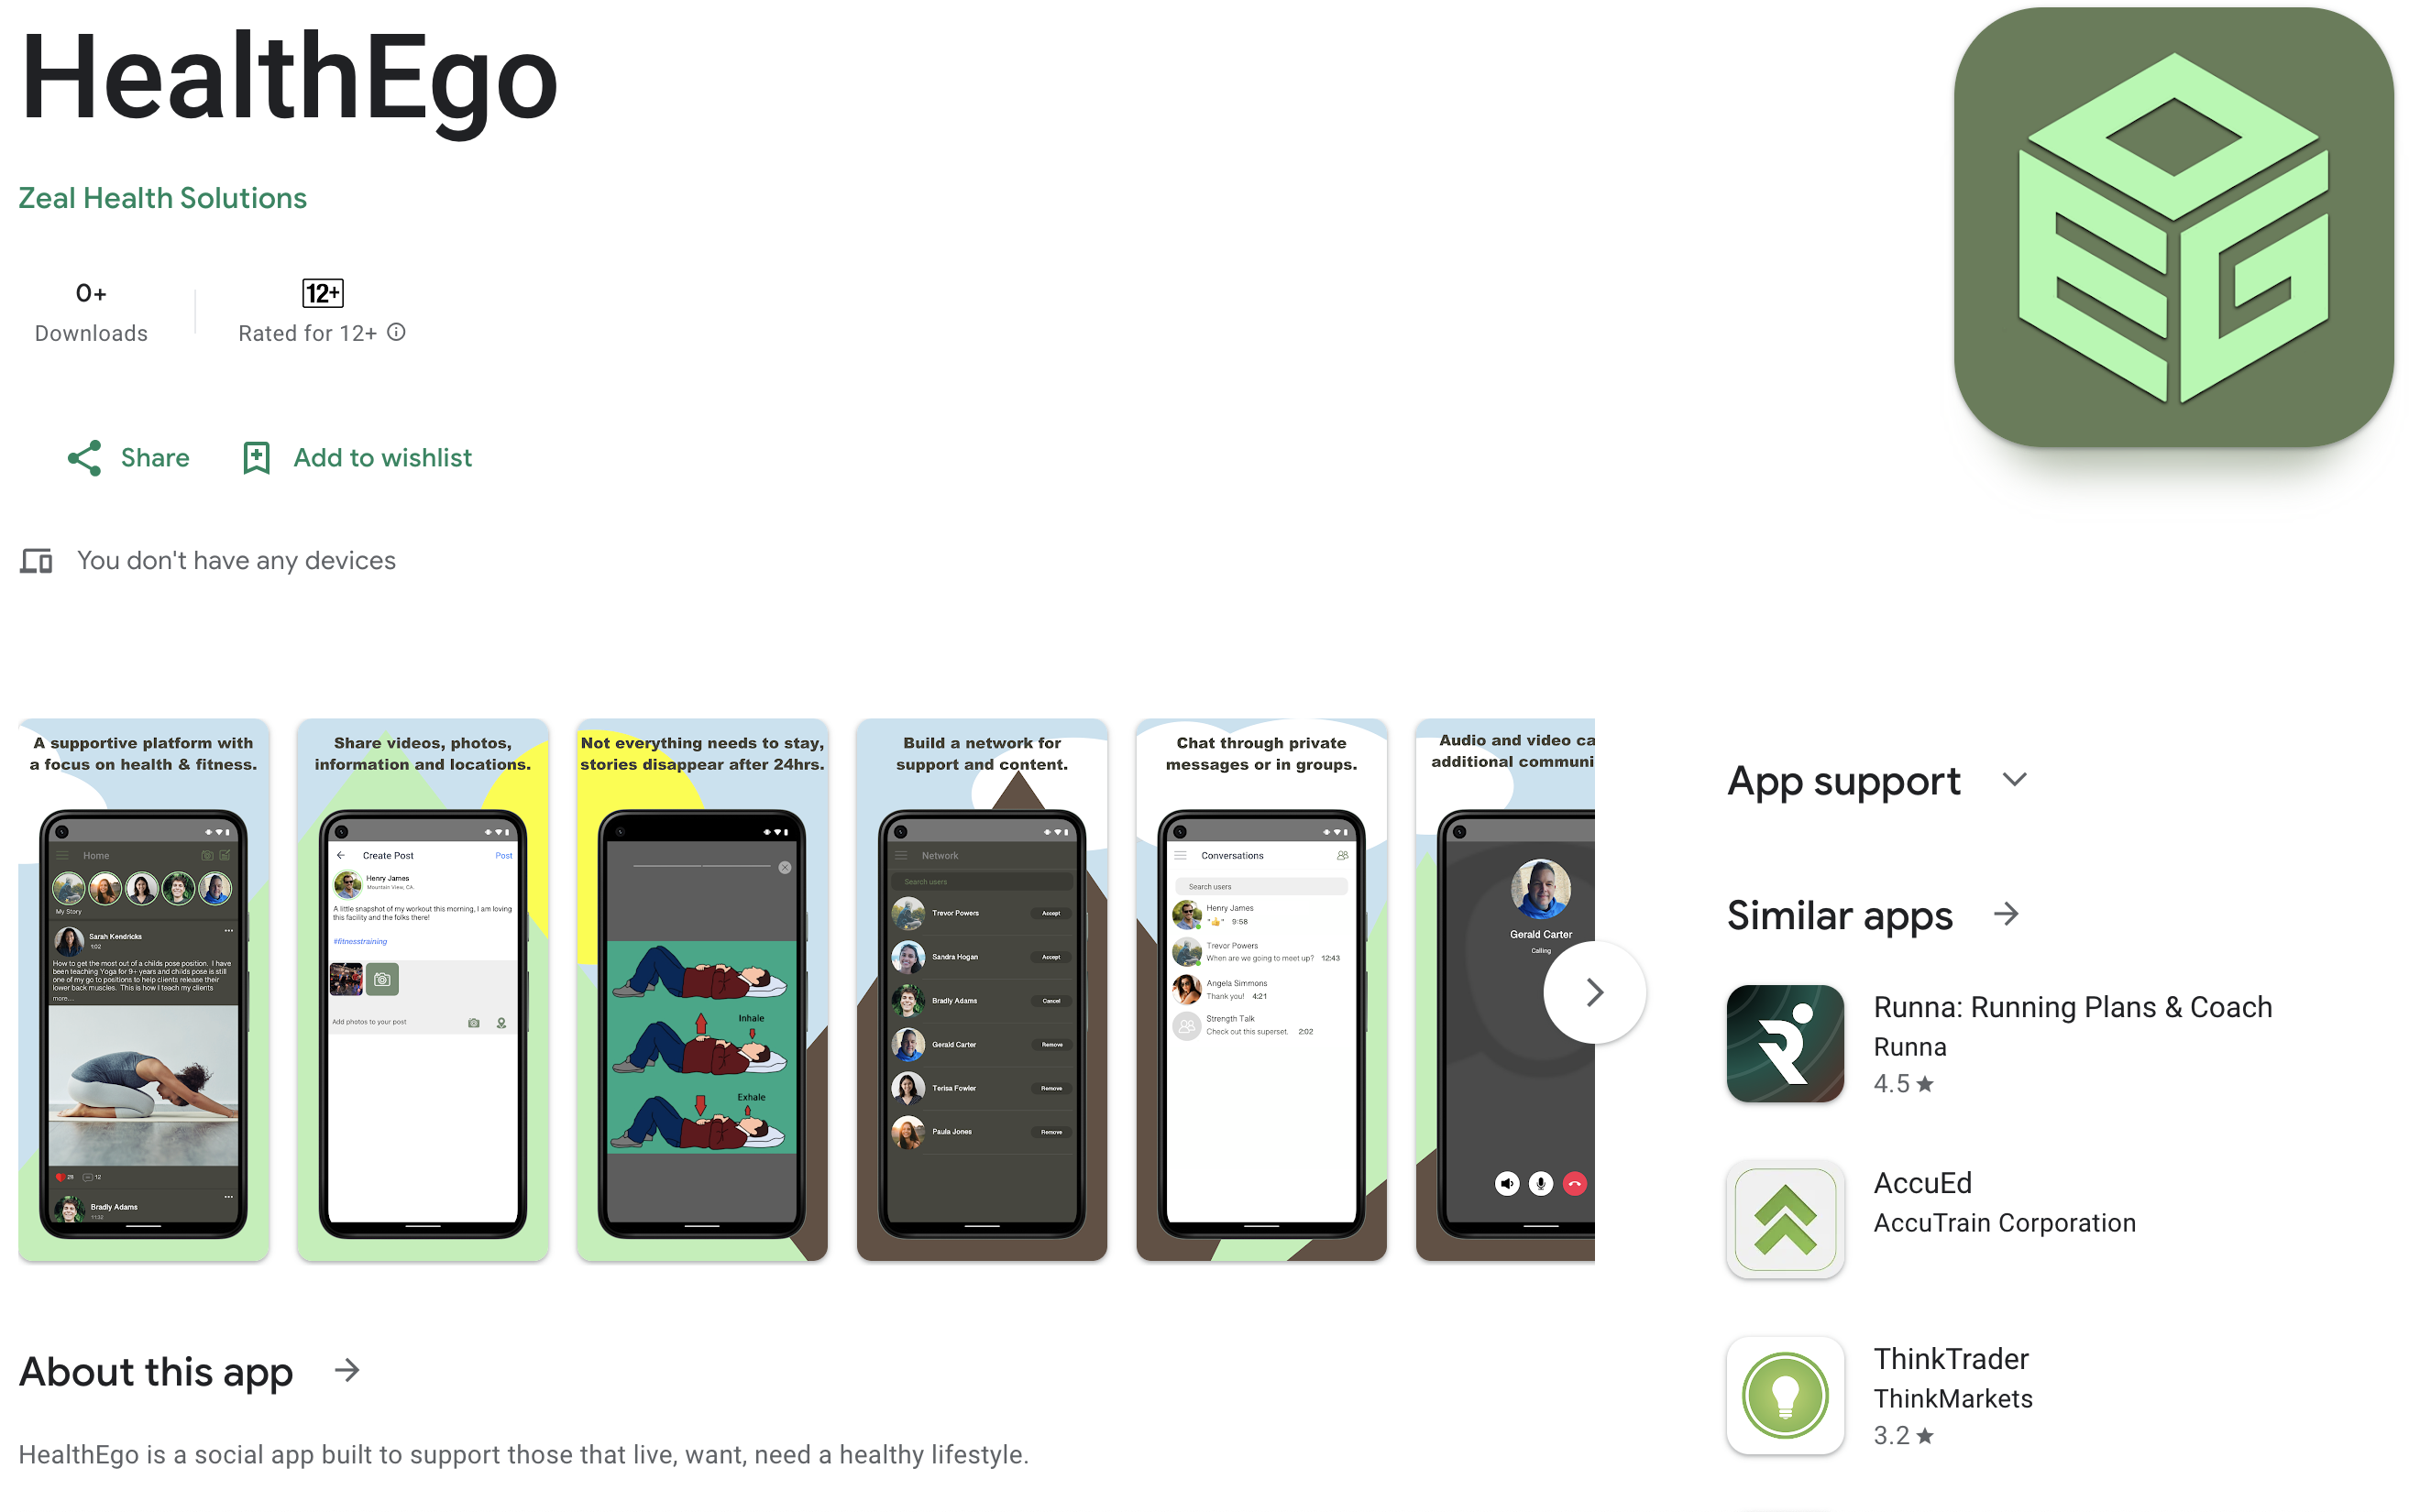 HealthEgo
Zeal Health Solutions
0+
Downloads
12+
Rated for 12+
Share
Add to wishlist
You don't have any devices
OEG
A supportive platform with
a focus on health & fitness.
Home
My Story
Sarah Kendricks
1:02
How to get the most out of a childs pose position. I have
been teaching Yoga for 9+ years and childs pose is still
one of my go to positions to help clients release their
lower back muscles. This is how I teach my clients
more...
28
12
Bradly Adams
11:32
Share videos, photos,
information and locations.
Create Post
Post
Henry James
Mountain View, CA.
A little snapshot of my workout this morning, I am loving
this facility and the folks there!
#fitnesstraining
Add photos to your post
Not everything needs to stay,
stories disappear after 24hrs.
Inhale
Exhale
Build a network for
support and content.
Network
Search users
Trevor Powers
Accept
Sandra Hogan
Accept
Bradly Adams
Cancel
Gerald Carter
Remove
Terisa Fowler
Remove
Paula Jones
Remove
Chat through private
messages or in groups.
Conversations
Search users
Henry James
"👍" 9:58
Trevor Powers
When are we going to meet up? 12:43
Angela Simmons
Thank you! 4:21
Strength Talk
Check out this superset. 2:02
Audio and video ca
additional communi
Gerald Carter
Calling
App support
Similar apps
Runna: Running Plans & Coach
Runna
4.5 ★
AccuEd
AccuTrain Corporation
ThinkTrader
ThinkMarkets
3.2 ★
About this app
HealthEgo is a social app built to support those that live, want, need a healthy lifestyle.